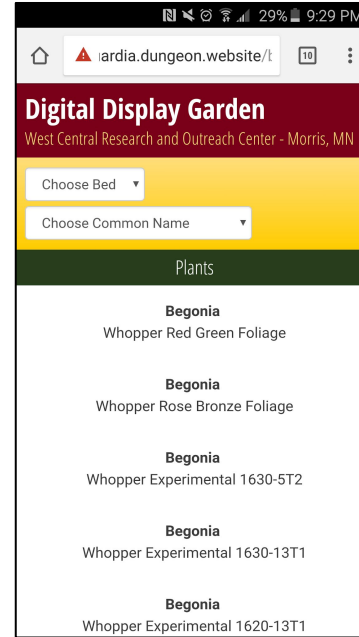 29% 9:29 PM
ardia.dungeon.website/b 10
Digital Display Garden
West Central Research and Outreach Center - Morris, MN
Choose Bed
Choose Common Name
Plants
Begonia
Whopper Red Green Foliage
Begonia
Whopper Rose Bronze Foliage
Begonia
Whopper Experimental 1630-5T2
Begonia
Whopper Experimental 1630-13T1
Begonia
Whopper Experimental 1620-13T1